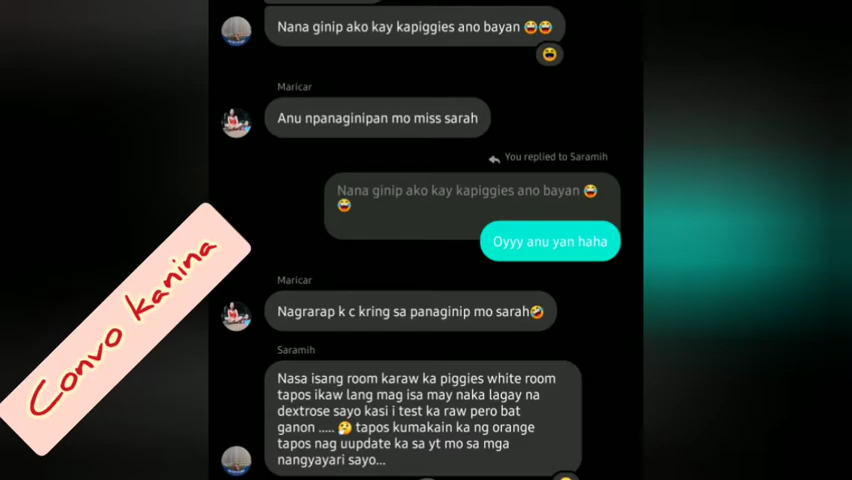 Nana ginip ako kay kapiggies ano bayan 😂😂
Maricar
Anu npanaginipan mo miss sarah
You replied to Saramih
Nana ginip ako kay kapiggies ano bayan 😂
😂
Oyyy anu yan haha
Maricar
Nagrarap k c kring sa panaginip mo sarah🤣
Saramih
Nasa isang room karaw ka piggies white room
tapos ikaw lang mag isa may naka lagay na
dextrose sayo kasi i test ka raw pero bat
ganon ..... 🤔 tapos kumakain ka ng orange
tapos nag uupdate ka sa yt mo sa mga
nangyayari sayo...
Convo kanina